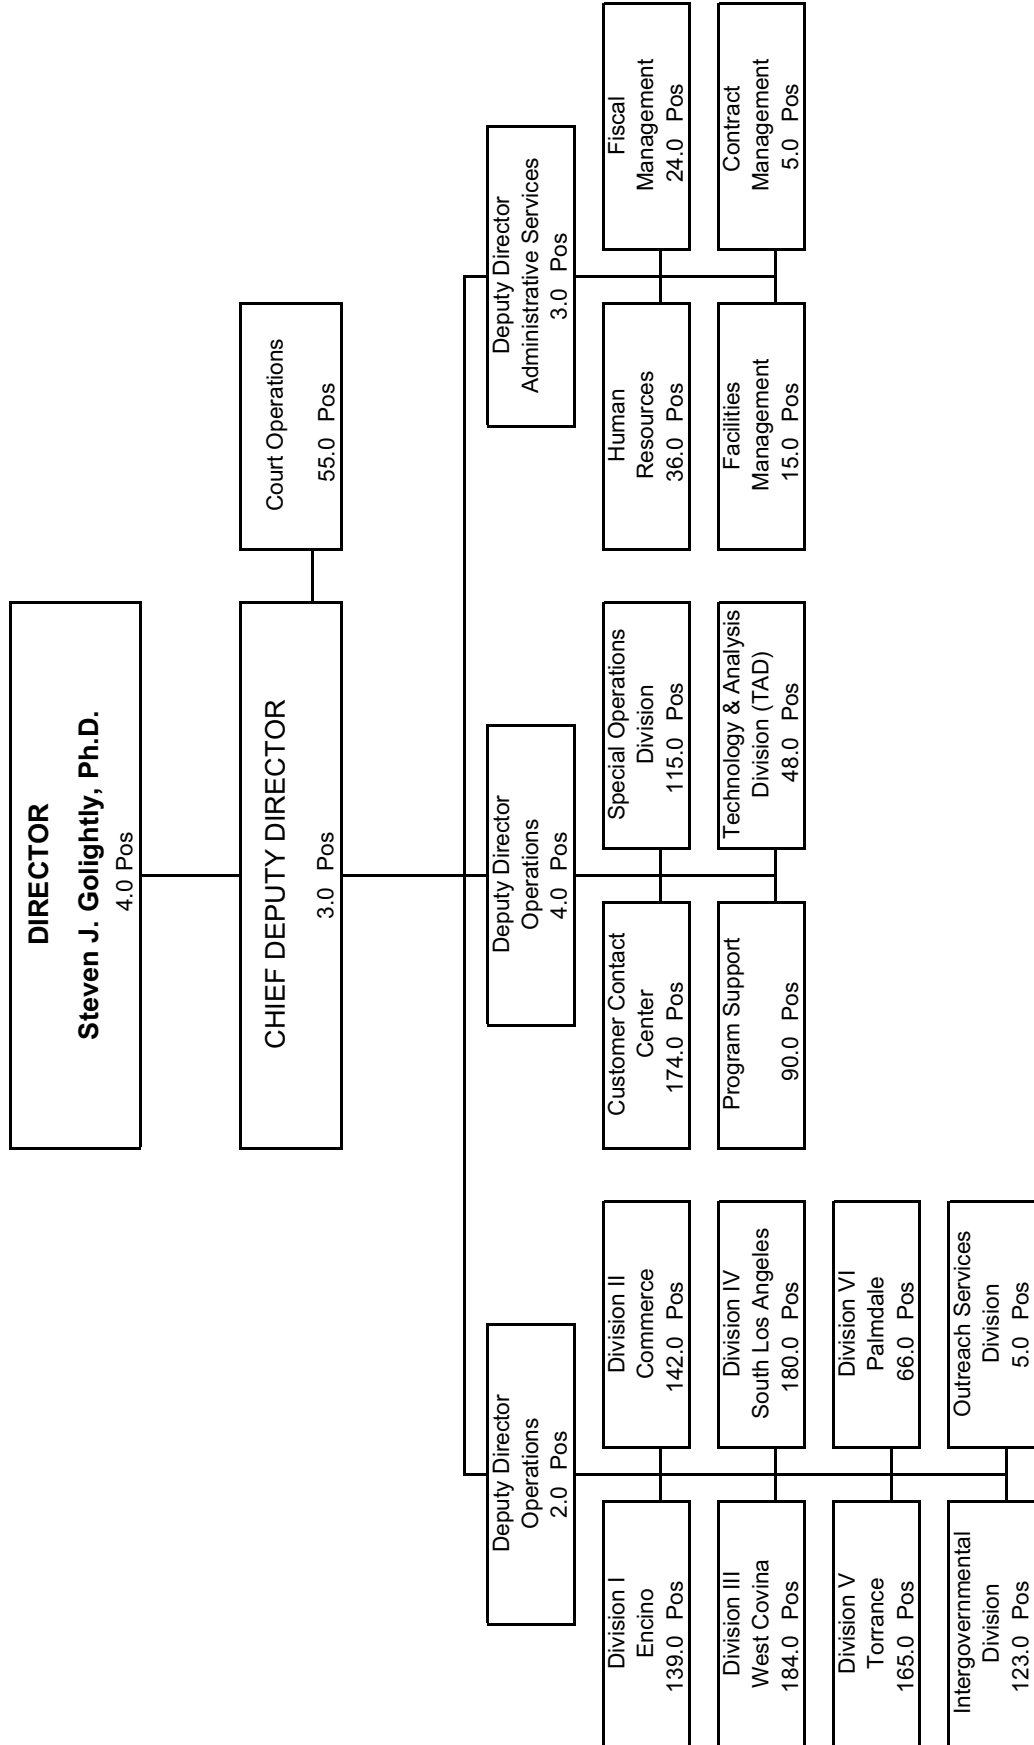 DIRECTOR
Steven J. Golightly, Ph.D.
4.0 Pos
CHIEF DEPUTY DIRECTOR
3.0 Pos
Court Operations
55.0 Pos
Deputy Director
Operations
2.0 Pos
Deputy Director
Operations
4.0 Pos
Deputy Director
Administrative Services
3.0 Pos
Division I
Encino
139.0 Pos
Division II
Commerce
142.0 Pos
Customer Contact
Center
174.0 Pos
Special Operations
Division
115.0 Pos
Human
Resources
36.0 Pos
Fiscal
Management
24.0 Pos
Division III
West Covina
184.0 Pos
Division IV
South Los Angeles
180.0 Pos
Program Support
90.0 Pos
Technology & Analysis
Division (TAD)
48.0 Pos
Facilities
Management
15.0 Pos
Contract
Management
5.0 Pos
Division V
Torrance
165.0 Pos
Division VI
Palmdale
66.0 Pos
Intergovernmental
Division
123.0 Pos
Outreach Services
Division
5.0 Pos